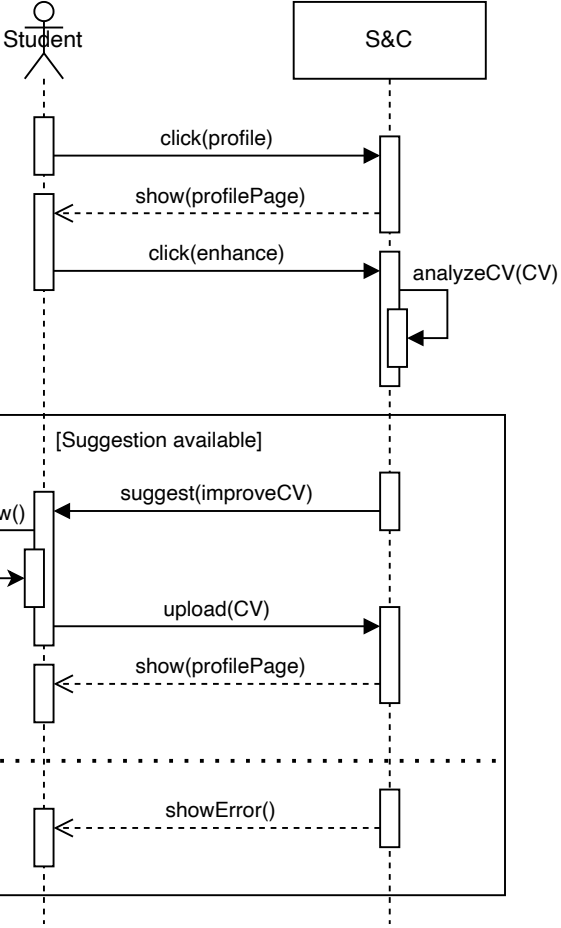 Student
S&C
click(profile)
show(profilePage)
click(enhance)
analyzeCV(CV)
[Suggestion available]
suggest(improveCV)
w()
upload(CV)
show(profilePage)
showError()